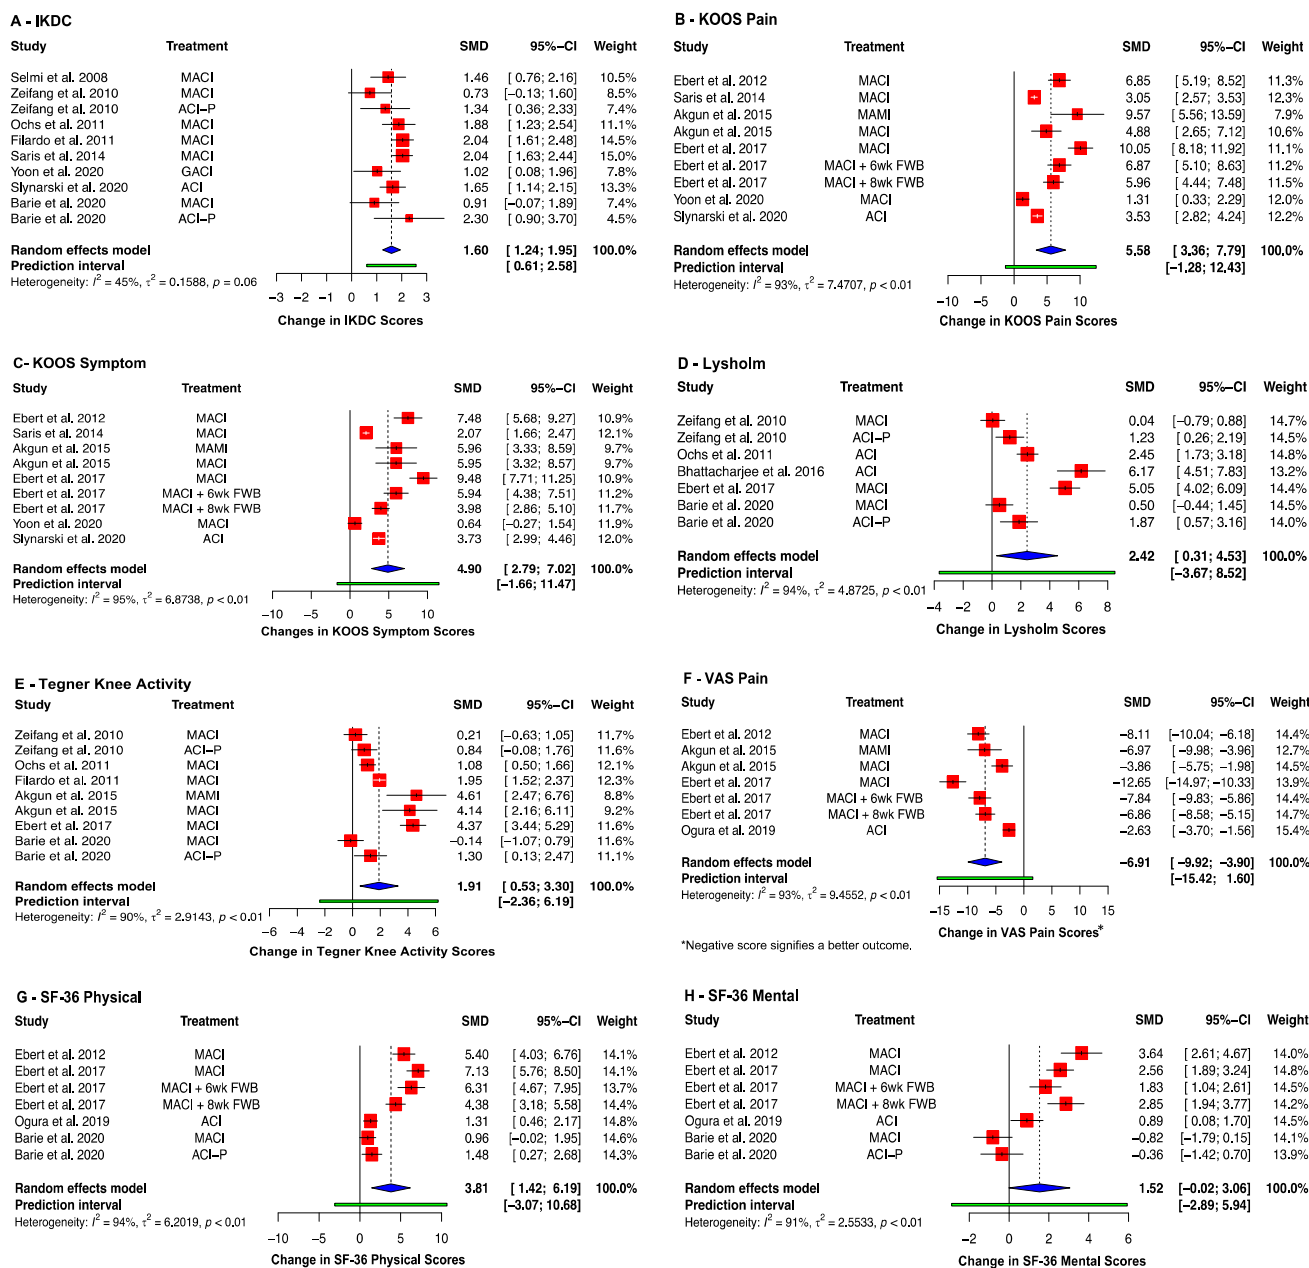 A - IKDC
Study Treatment SMD 95%-CI Weight
Selmi et al. 2008 MACI 1.46 [ 0.76; 2.16] 10.5%
Zeifang et al. 2010 MACI 0.73 [-0.13; 1.60] 8.5%
Zeifang et al. 2010 ACI-P 1.34 [ 0.36; 2.33] 7.4%
Ochs et al. 2011 MACI 1.88 [ 1.23; 2.54] 11.1%
Filardo et al. 2011 MACI 2.04 [ 1.61; 2.48] 14.5%
Saris et al. 2014 MACI 2.04 [ 1.63; 2.44] 15.0%
Yoon et al. 2020 GACI 1.02 [ 0.08; 1.96] 7.8%
Slynarski et al. 2020 ACI 1.65 [ 1.14; 2.15] 13.3%
Barie et al. 2020 MACI 0.91 [-0.07; 1.89] 7.4%
Barie et al. 2020 ACI-P 2.30 [ 0.90; 3.70] 4.5%
Random effects model 1.60 [ 1.24; 1.95] 100.0%
Prediction interval [ 0.61; 2.58]
Heterogeneity: I² = 45%, τ² = 0.1588, p = 0.06
−3 −2 −1 0 1 2 3
Change in IKDC Scores
B - KOOS Pain
Study Treatment SMD 95%-CI Weight
Ebert et al. 2012 MACI 6.85 [ 5.19; 8.52] 11.3%
Saris et al. 2014 MACI 3.05 [ 2.57; 3.53] 12.3%
Akgun et al. 2015 MAMI 9.57 [ 5.56; 13.59] 7.9%
Akgun et al. 2015 MACI 4.88 [ 2.65; 7.12] 10.6%
Ebert et al. 2017 MACI 10.05 [ 8.18; 11.92] 11.1%
Ebert et al. 2017 MACI + 6wk FWB 6.87 [ 5.10; 8.63] 11.2%
Ebert et al. 2017 MACI + 8wk FWB 5.96 [ 4.44; 7.48] 11.5%
Yoon et al. 2020 MACI 1.31 [ 0.33; 2.29] 12.0%
Slynarski et al. 2020 ACI 3.53 [ 2.82; 4.24] 12.2%
Random effects model 5.58 [ 3.36; 7.79] 100.0%
Prediction interval [-1.28; 12.43]
Heterogeneity: I² = 93%, τ² = 7.4707, p < 0.01
−10 −5 0 5 10
Change in KOOS Pain Scores
C- KOOS Symptom
Study Treatment SMD 95%-CI Weight
Ebert et al. 2012 MACI 7.48 [ 5.68; 9.27] 10.9%
Saris et al. 2014 MACI 2.07 [ 1.66; 2.47] 12.1%
Akgun et al. 2015 MAMI 5.96 [ 3.33; 8.59] 9.7%
Akgun et al. 2015 MACI 5.95 [ 3.32; 8.57] 9.7%
Ebert et al. 2017 MACI 9.48 [ 7.71; 11.25] 10.9%
Ebert et al. 2017 MACI + 6wk FWB 5.94 [ 4.38; 7.51] 11.2%
Ebert et al. 2017 MACI + 8wk FWB 3.98 [ 2.86; 5.10] 11.7%
Yoon et al. 2020 MACI 0.64 [-0.27; 1.54] 11.9%
Slynarski et al. 2020 ACI 3.73 [ 2.99; 4.46] 12.0%
Random effects model 4.90 [ 2.79; 7.02] 100.0%
Prediction interval [-1.66; 11.47]
Heterogeneity: I² = 95%, τ² = 6.8738, p < 0.01
−10 −5 0 5 10
Changes in KOOS Symptom Scores
D - Lysholm
Study Treatment SMD 95%-CI Weight
Zeifang et al. 2010 MACI 0.04 [-0.79; 0.88] 14.7%
Zeifang et al. 2010 ACI-P 1.23 [ 0.26; 2.19] 14.5%
Ochs et al. 2011 ACI 2.45 [ 1.73; 3.18] 14.8%
Bhattacharjee et al. 2016 ACI 6.17 [ 4.51; 7.83] 13.2%
Ebert et al. 2017 MACI 5.05 [ 4.02; 6.09] 14.4%
Barie et al. 2020 MACI 0.50 [-0.44; 1.45] 14.5%
Barie et al. 2020 ACI-P 1.87 [ 0.57; 3.16] 14.0%
Random effects model 2.42 [ 0.31; 4.53] 100.0%
Prediction interval [-3.67; 8.52]
Heterogeneity: I² = 94%, τ² = 4.8725, p < 0.01
−4 −2 0 2 4 6 8
Change in Lysholm Scores
E - Tegner Knee Activity
Study Treatment SMD 95%-CI Weight
Zeifang et al. 2010 MACI 0.21 [-0.63; 1.05] 11.7%
Zeifang et al. 2010 ACI-P 0.84 [-0.08; 1.76] 11.6%
Ochs et al. 2011 MACI 1.08 [ 0.50; 1.66] 12.1%
Filardo et al. 2011 MACI 1.95 [ 1.52; 2.37] 12.3%
Akgun et al. 2015 MAMI 4.61 [ 2.47; 6.76] 8.8%
Akgun et al. 2015 MACI 4.14 [ 2.16; 6.11] 9.2%
Ebert et al. 2017 MACI 4.37 [ 3.44; 5.29] 11.6%
Barie et al. 2020 MACI −0.14 [-1.07; 0.79] 11.6%
Barie et al. 2020 ACI-P 1.30 [ 0.13; 2.47] 11.1%
Random effects model 1.91 [ 0.53; 3.30] 100.0%
Prediction interval [-2.36; 6.19]
Heterogeneity: I² = 90%, τ² = 2.9143, p < 0.01
−6 −4 −2 0 2 4 6
Change in Tegner Knee Activity Scores
F - VAS Pain
Study Treatment SMD 95%-CI Weight
Ebert et al. 2012 MACI −8.11 [-10.04; −6.18] 14.4%
Akgun et al. 2015 MAMI −6.97 [-9.98; −3.96] 12.7%
Akgun et al. 2015 MACI −3.86 [-5.75; −1.98] 14.5%
Ebert et al. 2017 MACI −12.65 [-14.97; −10.33] 13.9%
Ebert et al. 2017 MACI + 6wk FWB −7.84 [-9.83; −5.86] 14.4%
Ebert et al. 2017 MACI + 8wk FWB −6.86 [-8.58; −5.15] 14.7%
Ogura et al. 2019 ACI −2.63 [-3.70; −1.56] 15.4%
Random effects model −6.91 [-9.92; −3.90] 100.0%
Prediction interval [-15.42; 1.60]
Heterogeneity: I² = 93%, τ² = 9.4552, p < 0.01
−15 −10 −5 0 5 10 15
Change in VAS Pain Scores*
*Negative score signifies a better outcome.
G - SF-36 Physical
Study Treatment SMD 95%-CI Weight
Ebert et al. 2012 MACI 5.40 [ 4.03; 6.76] 14.1%
Ebert et al. 2017 MACI 7.13 [ 5.76; 8.50] 14.1%
Ebert et al. 2017 MACI + 6wk FWB 6.31 [ 4.67; 7.95] 13.7%
Ebert et al. 2017 MACI + 8wk FWB 4.38 [ 3.18; 5.58] 14.4%
Ogura et al. 2019 ACI 1.31 [ 0.46; 2.17] 14.8%
Barie et al. 2020 MACI 0.96 [-0.02; 1.95] 14.6%
Barie et al. 2020 ACI-P 1.48 [ 0.27; 2.68] 14.3%
Random effects model 3.81 [ 1.42; 6.19] 100.0%
Prediction interval [-3.07; 10.68]
Heterogeneity: I² = 94%, τ² = 6.2019, p < 0.01
−10 −5 0 5 10
Change in SF-36 Physical Scores
H - SF-36 Mental
Study Treatment SMD 95%-CI Weight
Ebert et al. 2012 MACI 3.64 [ 2.61; 4.67] 14.0%
Ebert et al. 2017 MACI 2.56 [ 1.89; 3.24] 14.8%
Ebert et al. 2017 MACI + 6wk FWB 1.83 [ 1.04; 2.61] 14.5%
Ebert et al. 2017 MACI + 8wk FWB 2.85 [ 1.94; 3.77] 14.2%
Ogura et al. 2019 ACI 0.89 [ 0.08; 1.70] 14.5%
Barie et al. 2020 MACI −0.82 [-1.79; 0.15] 14.1%
Barie et al. 2020 ACI-P −0.36 [-1.42; 0.70] 13.9%
Random effects model 1.52 [-0.02; 3.06] 100.0%
Prediction interval [-2.89; 5.94]
Heterogeneity: I² = 91%, τ² = 2.5533, p < 0.01
−2 0 2 4 6
Change in SF-36 Mental Scores